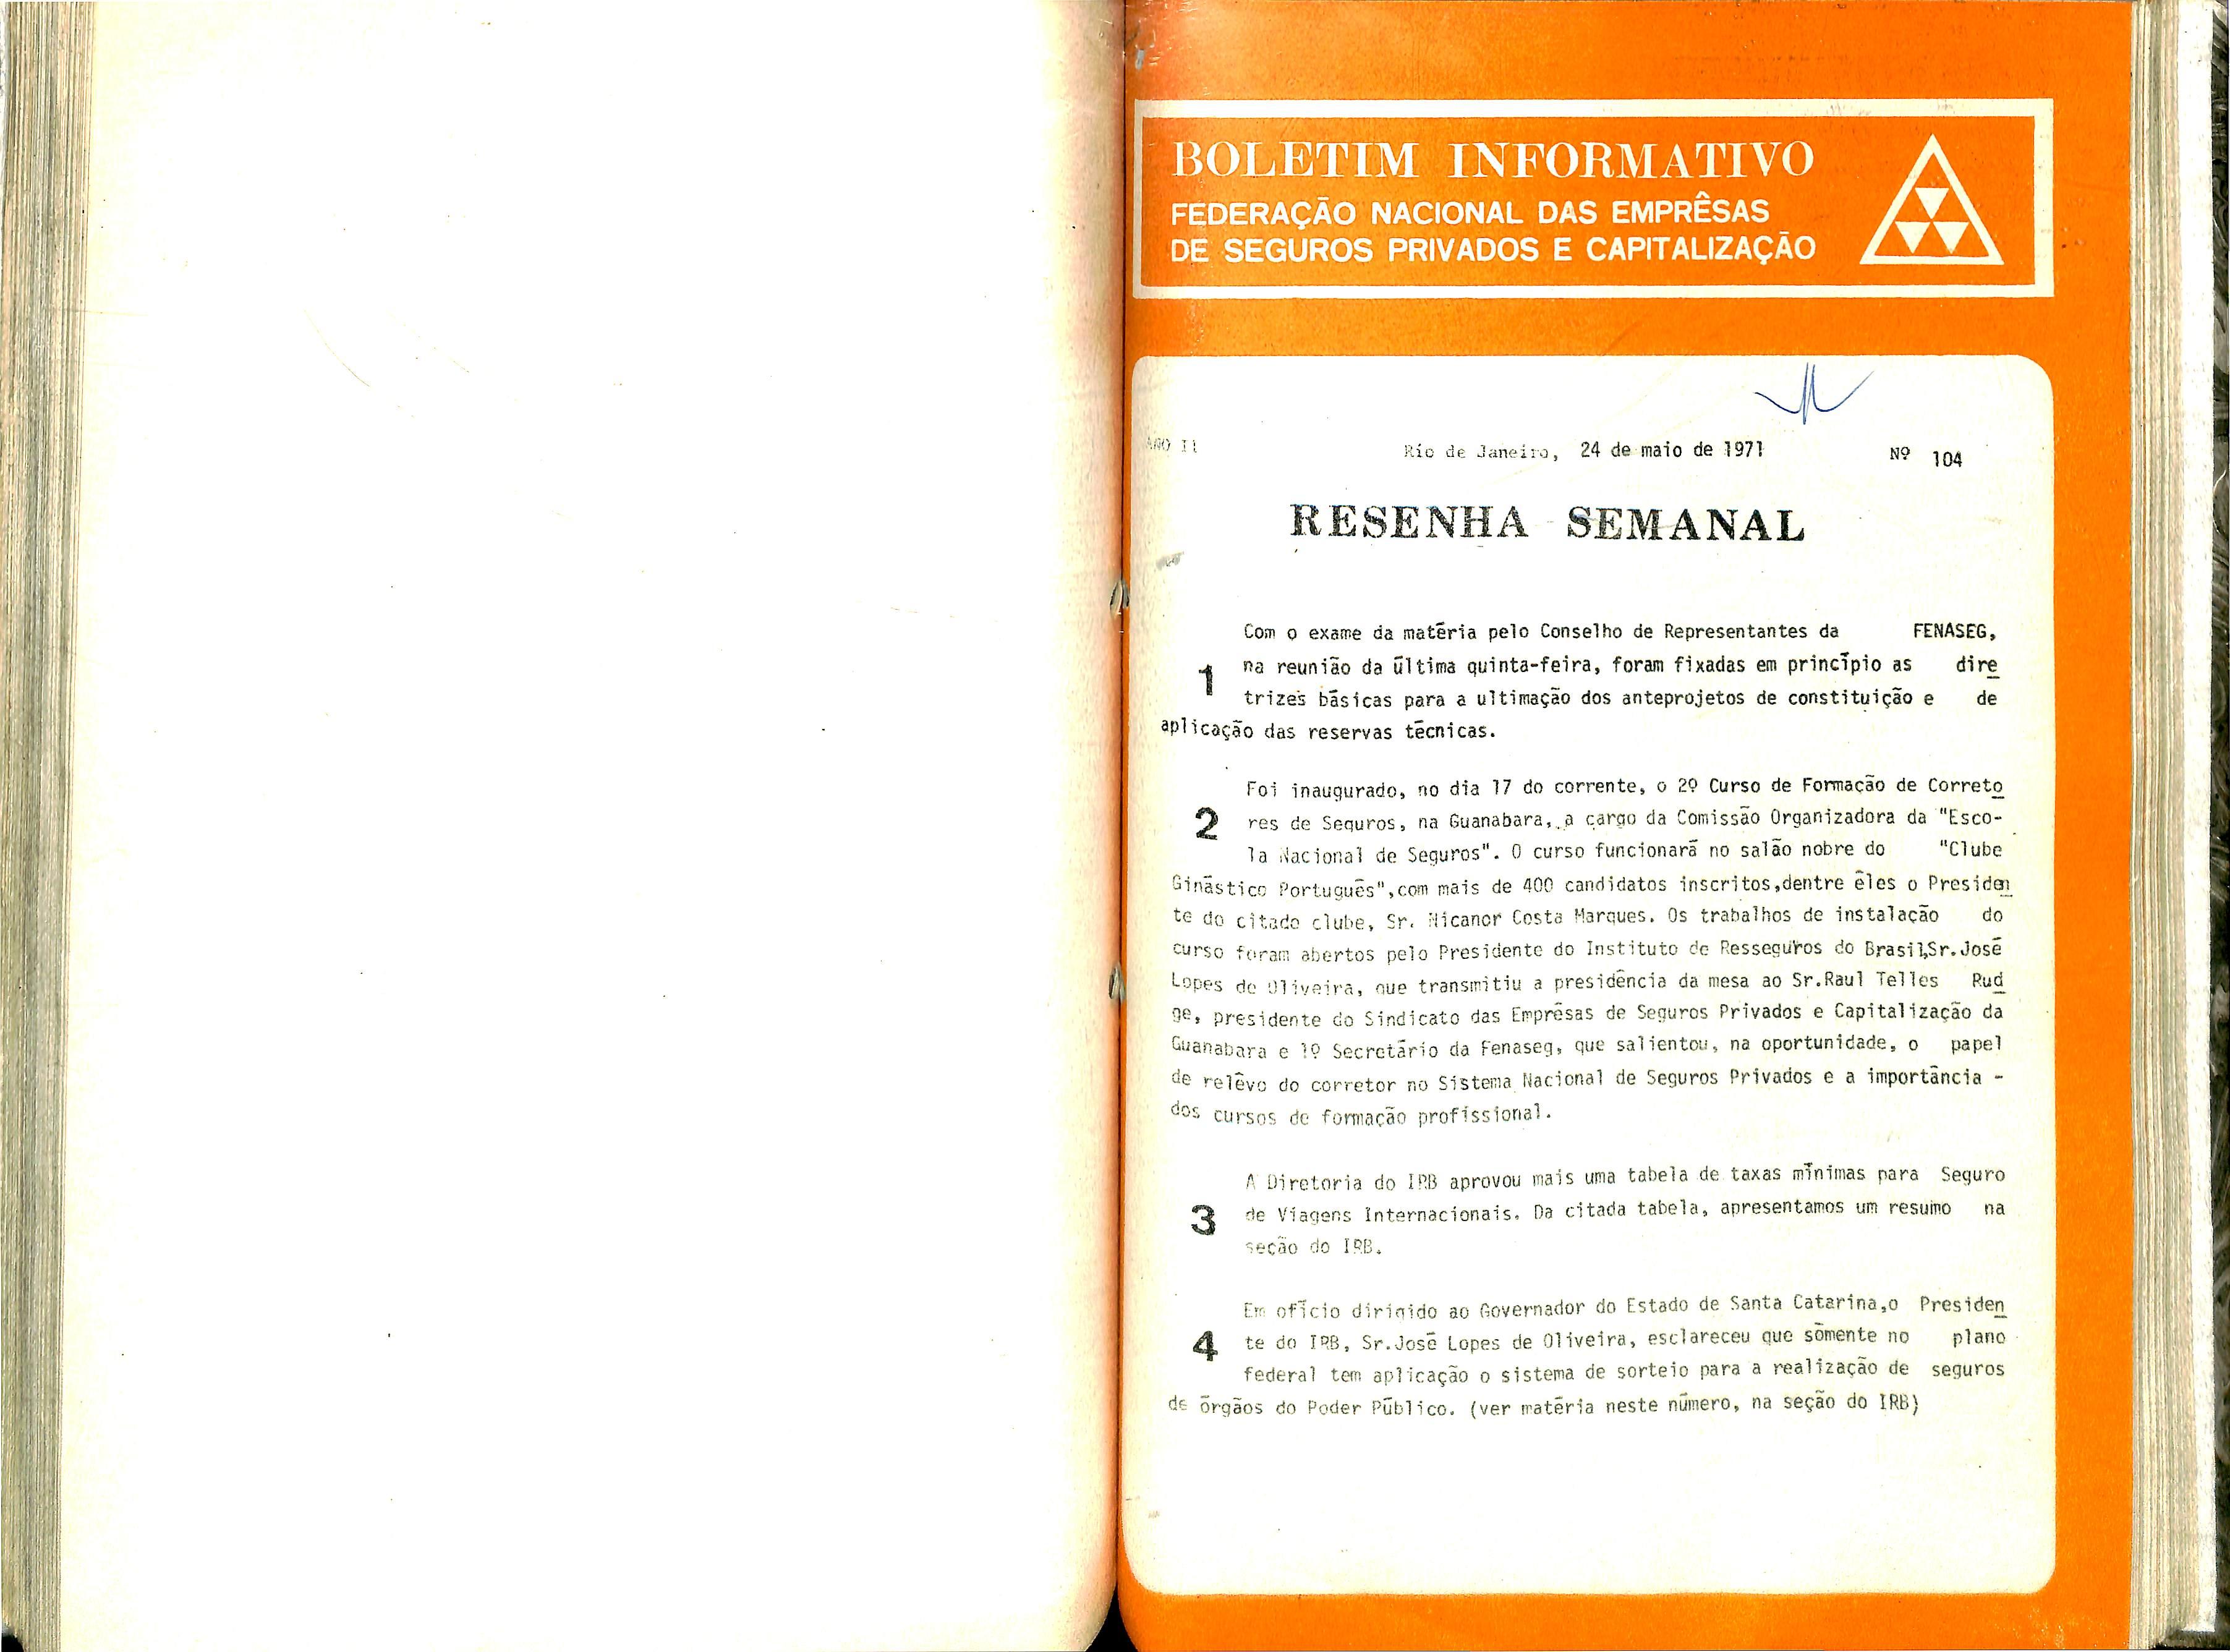 BOLETIM INFORMATIVO
FEDERAÇÃO NACIONAL DAS EMPRÊSAS
DE SEGUROS PRIVADOS E CAPITALIZAÇÃO
ANO II
Rio de Janeiro, 24 de maio de 1971
Nº 104
RESENHA SEMANAL
Com o exame da matéria pelo Conselho de Representantes da FENASEG,
1 na reunião da última quinta-feira, foram fixadas em princípio as dire
trizes básicas para a ultimação dos anteprojetos de constituição e de
aplicação das reservas técnicas.
Foi inaugurado, no dia 17 do corrente, o 2º Curso de Formação de Correto
2 res de Seguros, na Guanabara, a cargo da Comissão Organizadora da "Esco-
la Nacional de Seguros". O curso funcionará no salão nobre do "Clube
Ginástico Português",com mais de 400 candidatos inscritos,dentre êles o Presiden
te do citado clube, Sr. Nicanor Costa Marques. Os trabalhos de instalação do
curso foram abertos pelo Presidente do Instituto de Resseguros do Brasil,Sr.José
Lopes de Oliveira, que transmitiu a presidência da mesa ao Sr.Raul Telles Rud
ge, presidente do Sindicato das Emprêsas de Seguros Privados e Capitalização da
Guanabara e 1º Secretário da Fenaseg, que salientou, na oportunidade, o papel
de relêvo do corretor no Sistema Nacional de Seguros Privados e a importância -
dos cursos de formação profissional.
A Diretoria do IRB aprovou mais uma tabela de taxas mínimas para Seguro
3 de Viagens Internacionais. Da citada tabela, apresentamos um resumo na
seção do IRB.
Em ofício dirigido ao Governador do Estado de Santa Catarina,o Presiden
4 te do IRB, Sr.José Lopes de Oliveira, esclareceu que sòmente no plano
federal tem aplicação o sistema de sorteio para a realização de seguros
de órgãos do Poder Público. (ver matéria neste número, na seção do IRB)